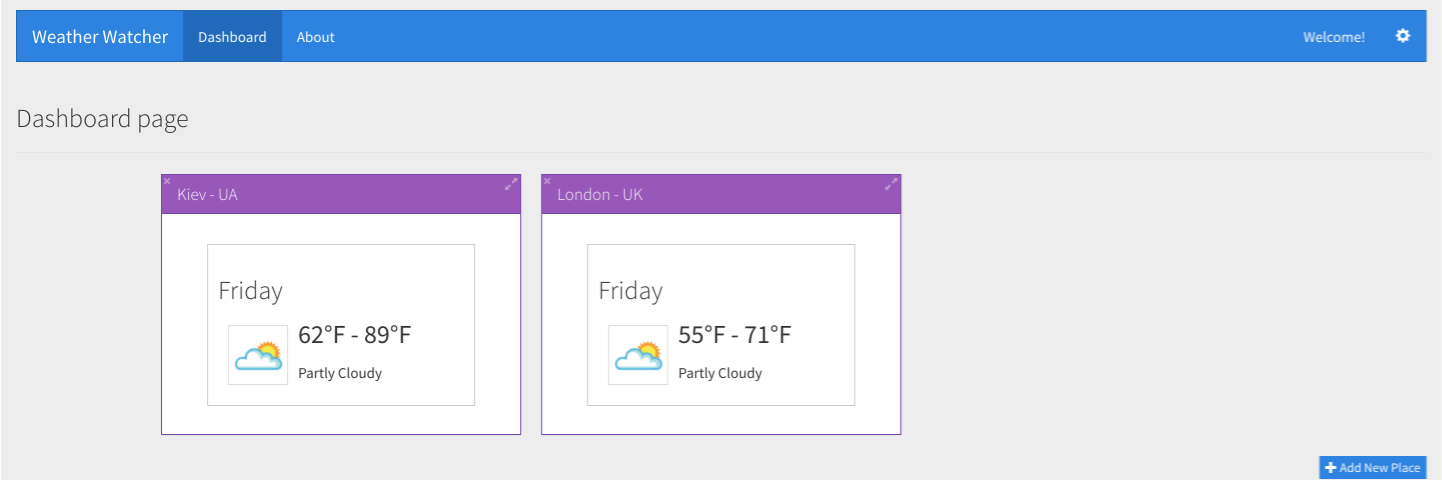 Weather Watcher Dashboard About Welcome!
Dashboard page
Kiev - UA
London - UK
Friday
62°F - 89°F
Partly Cloudy
Friday
55°F - 71°F
Partly Cloudy
Add New Place